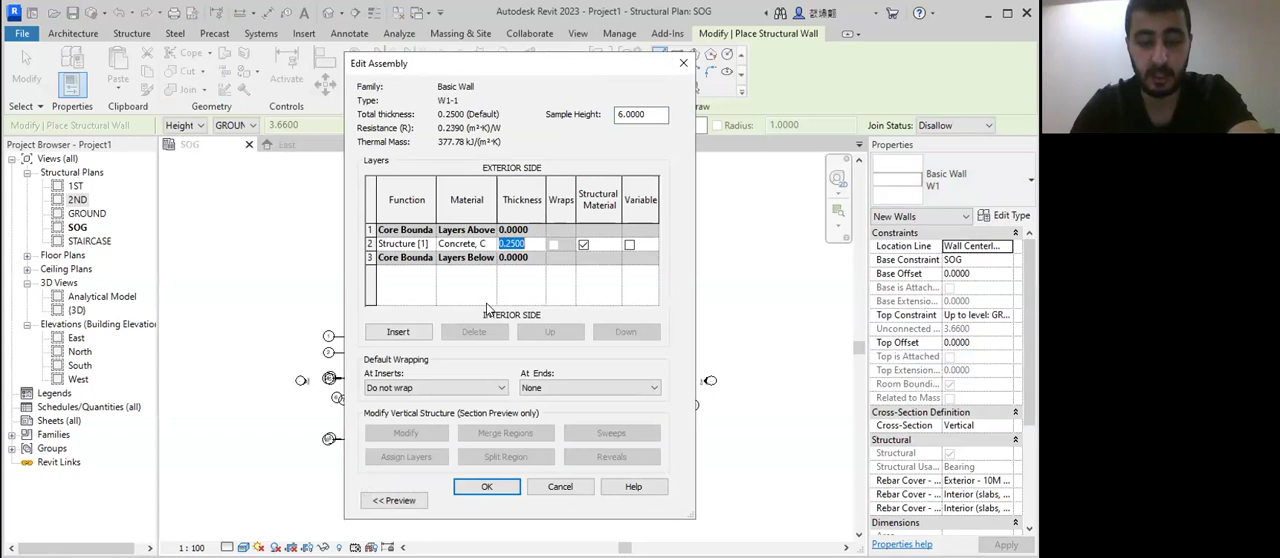 Autodesk Revit 2023 - Project1 - Structural Plan: SOG
File Architecture Structure Steel Precast Systems Insert Annotate Analyze Massing & Site Collaborate View Manage Add-Ins Modify | Place Structural Wall
Modify Properties Paste Cope Cut Join Activate
Select Properties Clipboard Geometry Controls
Modify | Place Structural Wall Height GROUN 3.6600 Radius: 1.0000 Join Status: Disallow
Project Browser - Project1
Views (all)
Structural Plans
1ST
2ND
GROUND
SOG
STAIRCASE
Floor Plans
Ceiling Plans
3D Views
Analytical Model
{3D}
Elevations (Building Elevation
East
North
South
West
Legends
Schedules/Quantities (all)
Sheets (all)
Families
Groups
Revit Links
SOG East
1
2
Edit Assembly
Family: Basic Wall
Type: W1-1
Total thickness: 0.2500 (Default) Sample Height: 6.0000
Resistance (R): 0.2390 (m²·K)/W
Thermal Mass: 377.78 kJ/(m²·K)
Layers
EXTERIOR SIDE
Function Material Thickness Wraps Structural Material Variable
1 Core Bounda Layers Above 0.0000
2 Structure [1] Concrete, C 0.2500
3 Core Bounda Layers Below 0.0000
INTERIOR SIDE
Insert Delete Up Down
Default Wrapping
At Inserts: At Ends:
Do not wrap None
Modify Vertical Structure (Section Preview only)
Modify Merge Regions Sweeps
Assign Layers Split Region Reveals
OK Cancel Help
<< Preview
Properties
Basic Wall
W1
New Walls Edit Type
Constraints
Location Line Wall Centerl...
Base Constraint SOG
Base Offset 0.0000
Base is Attach...
Base Extensio... 0.0000
Top Constraint Up to level: GR...
Unconnected ... 3.6600
Top Offset 0.0000
Top is Attached
Top Extension... 0.0000
Room Boundi...
Related to Mass
Cross-Section Definition
Cross-Section Vertical
Structural
Structural
Structural Usa... Bearing
Rebar Cover - ... Exterior - 10M ...
Rebar Cover - ... Interior (slabs, ...
Rebar Cover - ... Interior (slabs, ...
Dimensions
Properties help Apply
1 : 100